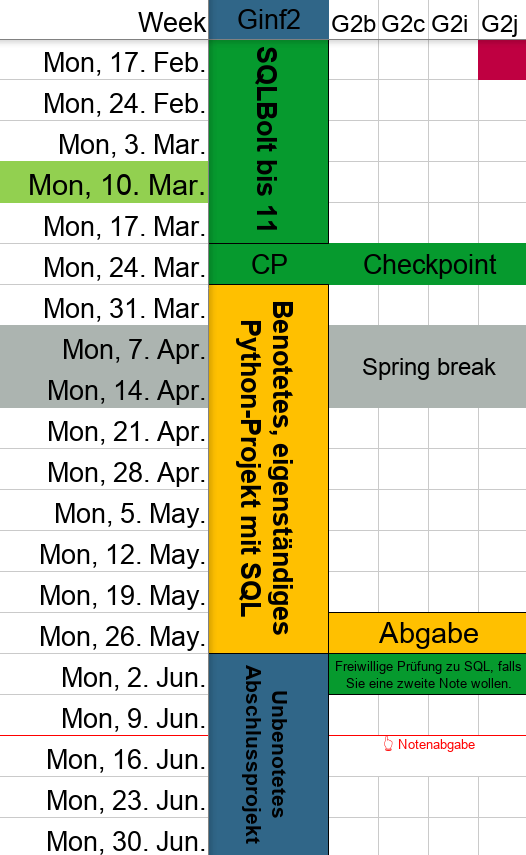 Week Ginf2 G2b G2c G2i G2j
Mon, 17. Feb.
Mon, 24. Feb.
Mon, 3. Mar.
Mon, 10. Mar.
Mon, 17. Mar.
SQLBolt bis 11
Mon, 24. Mar. CP Checkpoint
Mon, 31. Mar.
Mon, 7. Apr.
Mon, 14. Apr.
Spring break
Mon, 21. Apr.
Mon, 28. Apr.
Mon, 5. May.
Mon, 12. May.
Mon, 19. May.
Mon, 26. May. Abgabe
Benotetes, eigenständiges
Python-Projekt mit SQL
Mon, 2. Jun.
Freiwillige Prüfung zu SQL, falls
Sie eine zweite Note wollen.
Mon, 9. Jun.
👆 Notenabgabe
Mon, 16. Jun.
Mon, 23. Jun.
Mon, 30. Jun.
Unbenotetes
Abschlussprojekt